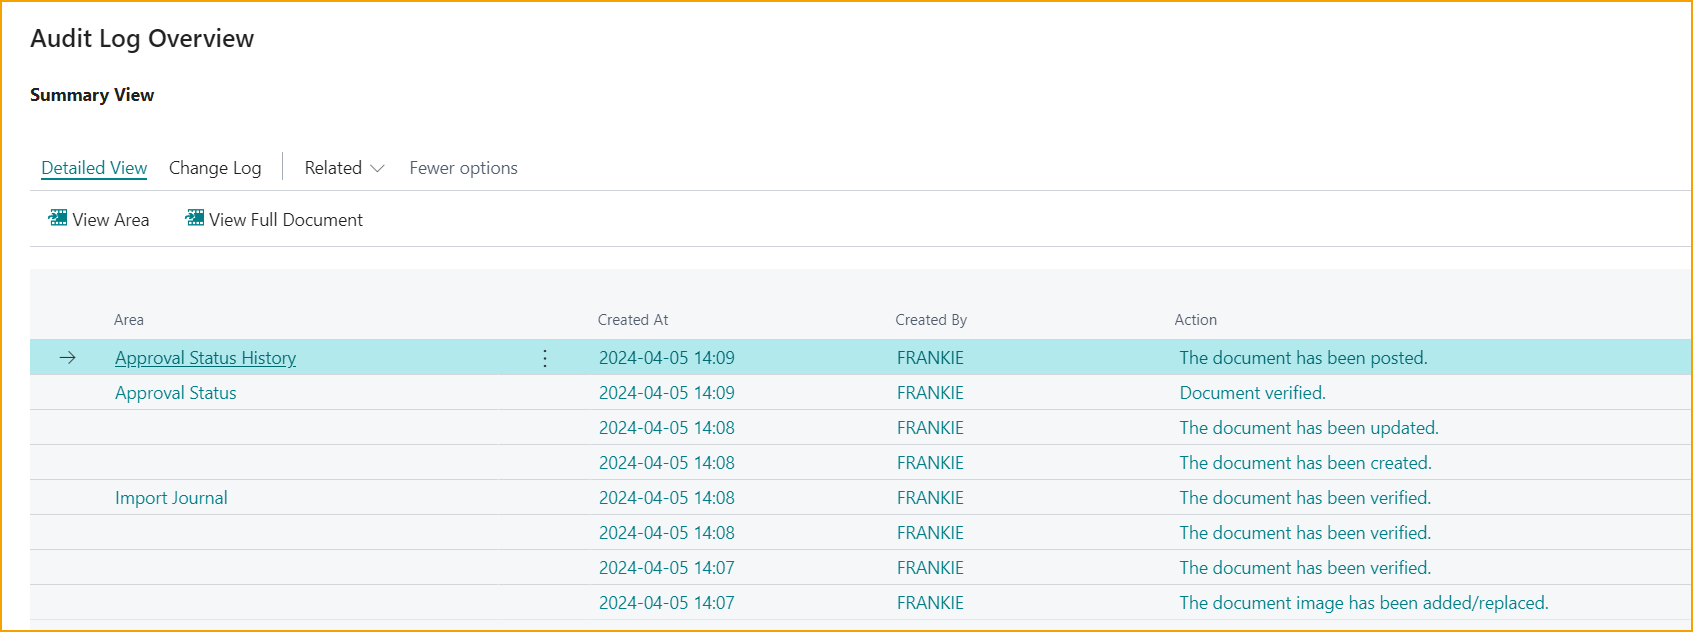 Audit Log Overview
Summary View
Detailed View Change Log Related Fewer options
View Area View Full Document
Area Created At Created By Action
Approval Status History 2024-04-05 14:09 FRANKIE The document has been posted.
Approval Status 2024-04-05 14:09 FRANKIE Document verified.
2024-04-05 14:08 FRANKIE The document has been updated.
2024-04-05 14:08 FRANKIE The document has been created.
Import Journal 2024-04-05 14:08 FRANKIE The document has been verified.
2024-04-05 14:08 FRANKIE The document has been verified.
2024-04-05 14:07 FRANKIE The document has been verified.
2024-04-05 14:07 FRANKIE The document image has been added/replaced.